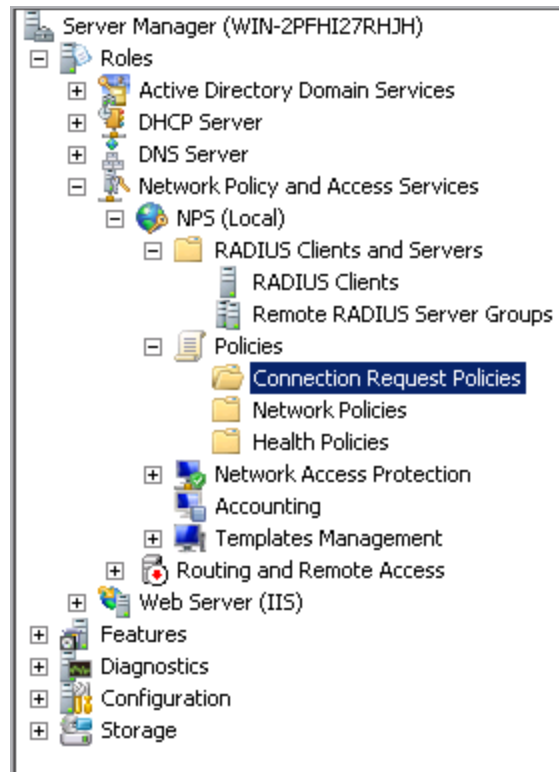 Server Manager (WIN-2PFHI27RHJH)
Roles
Active Directory Domain Services
DHCP Server
DNS Server
Network Policy and Access Services
NPS (Local)
RADIUS Clients and Servers
RADIUS Clients
Remote RADIUS Server Groups
Policies
Connection Request Policies
Network Policies
Health Policies
Network Access Protection
Accounting
Templates Management
Routing and Remote Access
Web Server (IIS)
Features
Diagnostics
Configuration
Storage